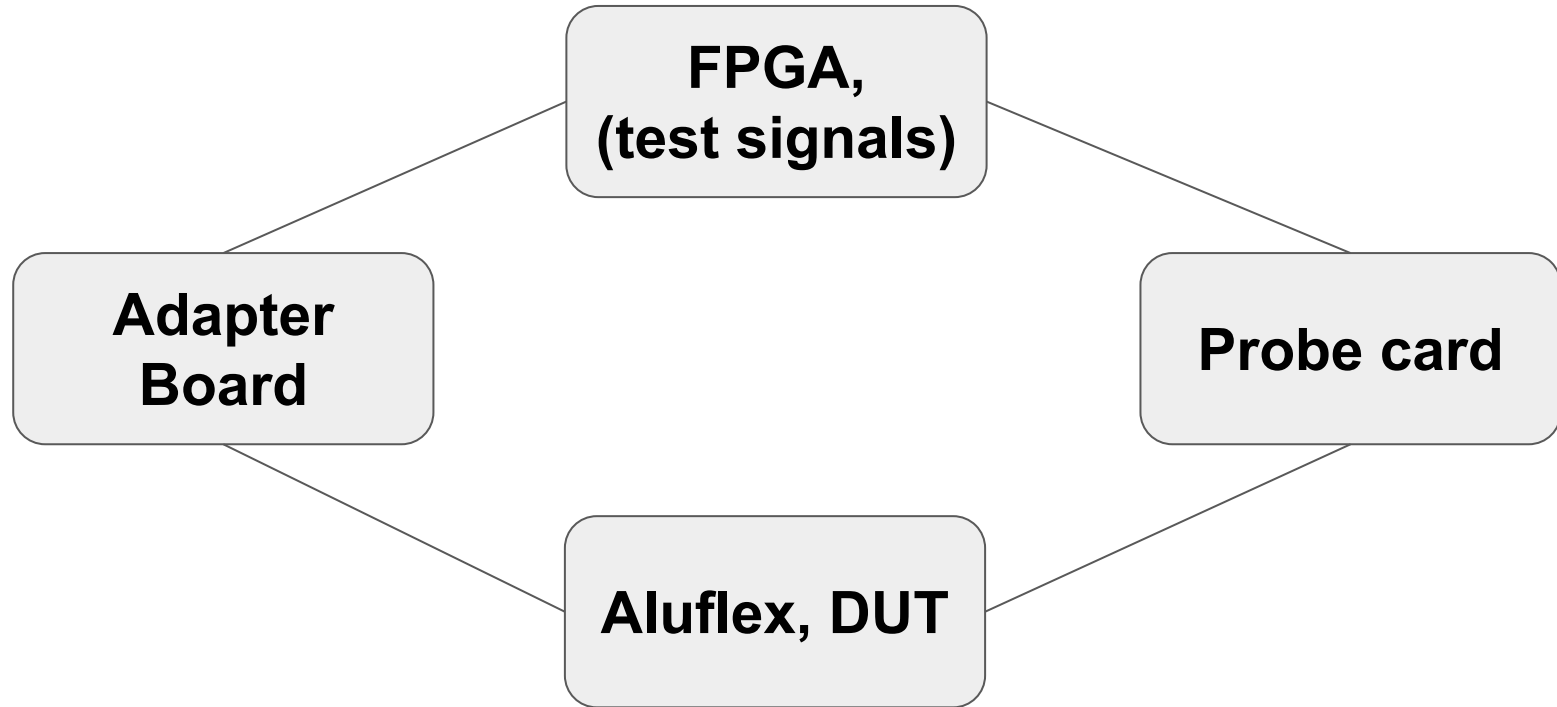 FPGA,
(test signals)
Adapter
Board
Probe card
Aluflex, DUT